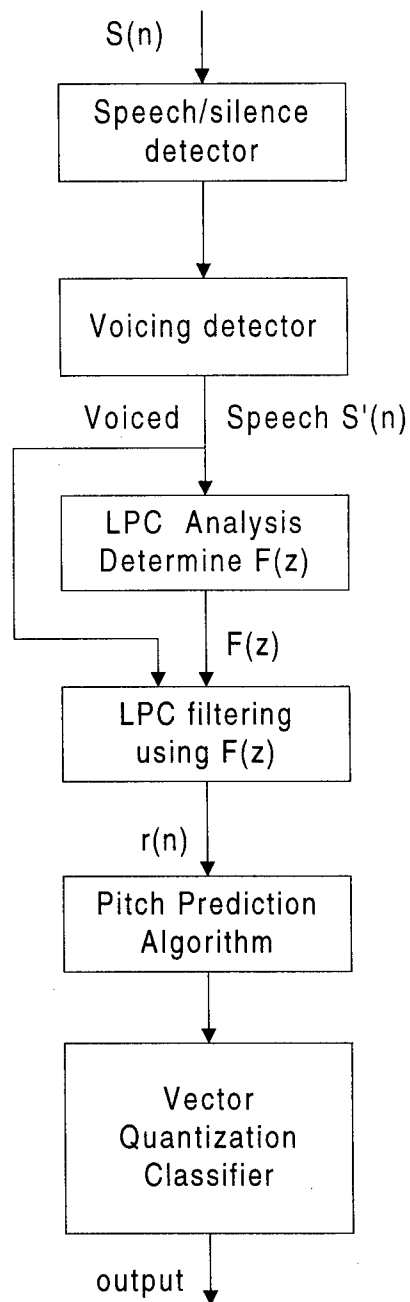 S(n)
Speech/silence
detector
Voicing detector
Voiced Speech S'(n)
LPC Analysis
Determine F(z)
F(z)
LPC filtering
using F(z)
r(n)
Pitch Prediction
Algorithm
Vector
Quantization
Classifier
output